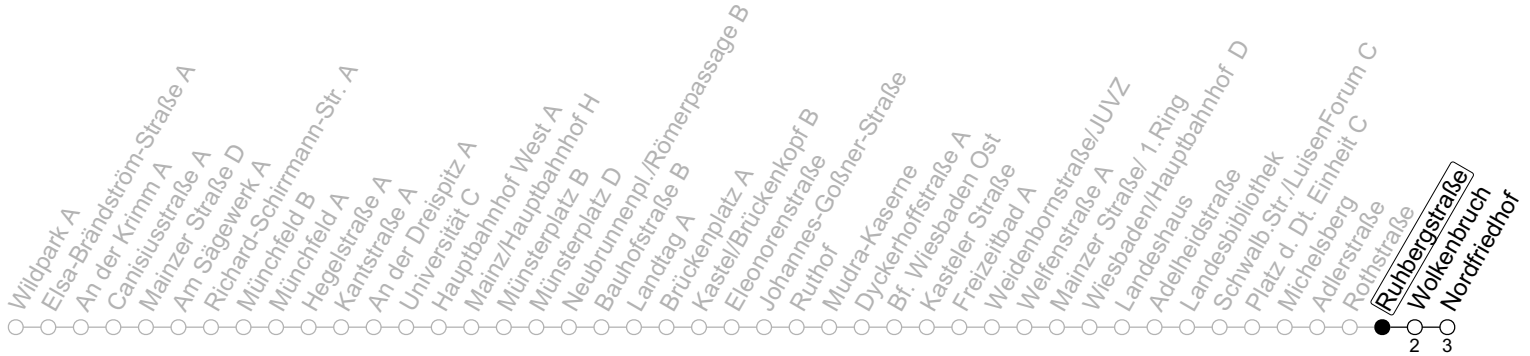 Wildpark A
Elsa-Brändström-Straße A
An der Krimm A
Canisiusstraße A
Mainzer Straße D
Am Sägewerk A
Richard-Schirrmann-Str. A
Münchfeld B
Münchfeld A
Hegelstraße A
Kantstraße A
An der Dreispitz A
Universität C
Hauptbahnhof West A
Mainz/Hauptbahnhof H
Münsterplatz B
Münsterplatz D
Neubrunnenpl./Römerpassage B
Bauhofstraße B
Landtag A
Brückenplatz A
Kastel/Brückenkopf B
Eleonorenstraße
Johannes-Goßner-Straße
Ruthof
Mudra-Kaserne
Dyckerhoffstraße A
Bf. Wiesbaden Ost
Kasteler Straße
Freizeitbad A
Weidenbornstraße/JUVZ
Welfenstraße A
Mainzer Straße/ 1.Ring
Wiesbaden/Hauptbahnhof D
Landeshaus
Adelheidstraße
Landesbibliothek
Schwalb.Str./LuisenForum C
Platz d. Dt. Einheit C
Michelsberg
Adlerstraße
Rothstraße
Ruhbergstraße
Wolkenbruch
Nordfriedhof
2 3